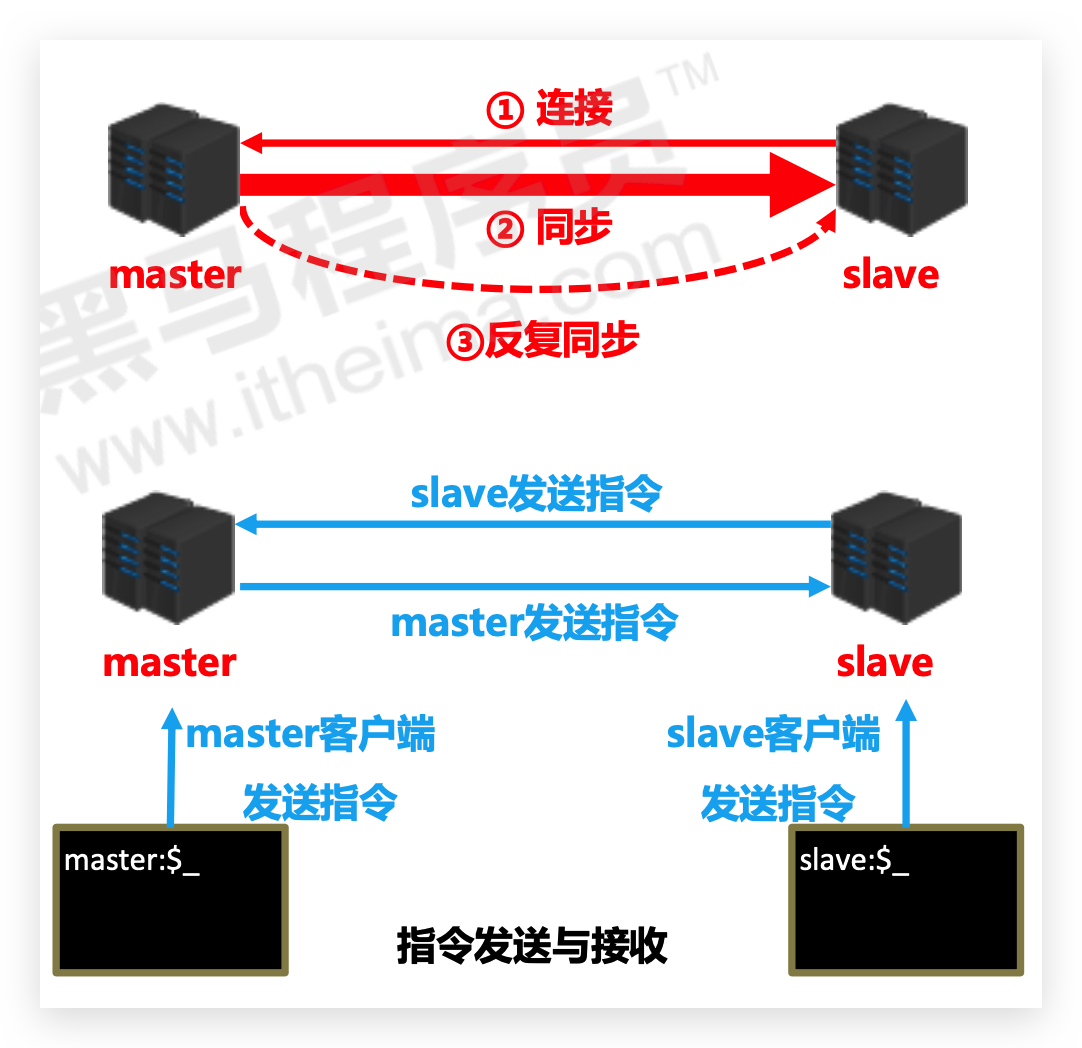 ① 连接
② 同步
master
slave
③反复同步
slave发送指令
master发送指令
master
slave
master客户端
发送指令
slave客户端
发送指令
master:$_
slave:$_
指令发送与接收
黑马程序员™
www.itheima.com